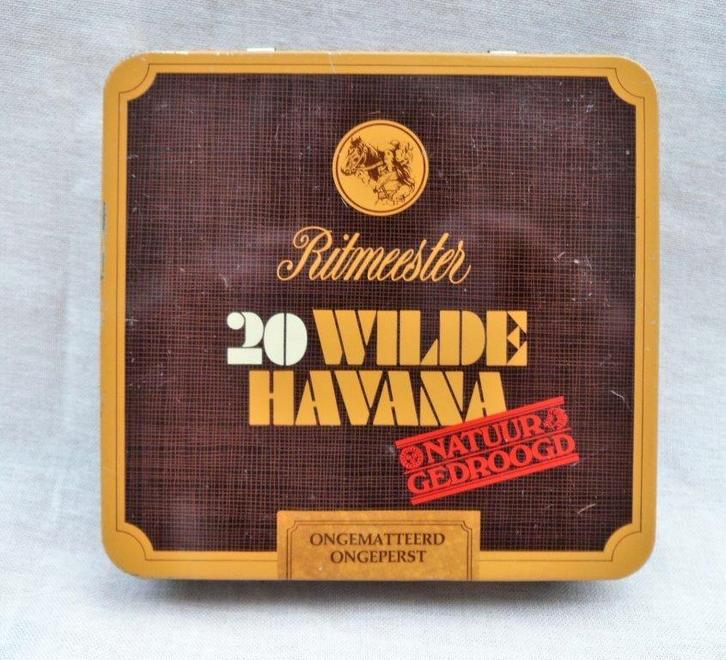 Ritmeester
20 WILDE
HAVANA
NATUUR
GEDROOGD
ONGEMATTEERD
ONGEPERST